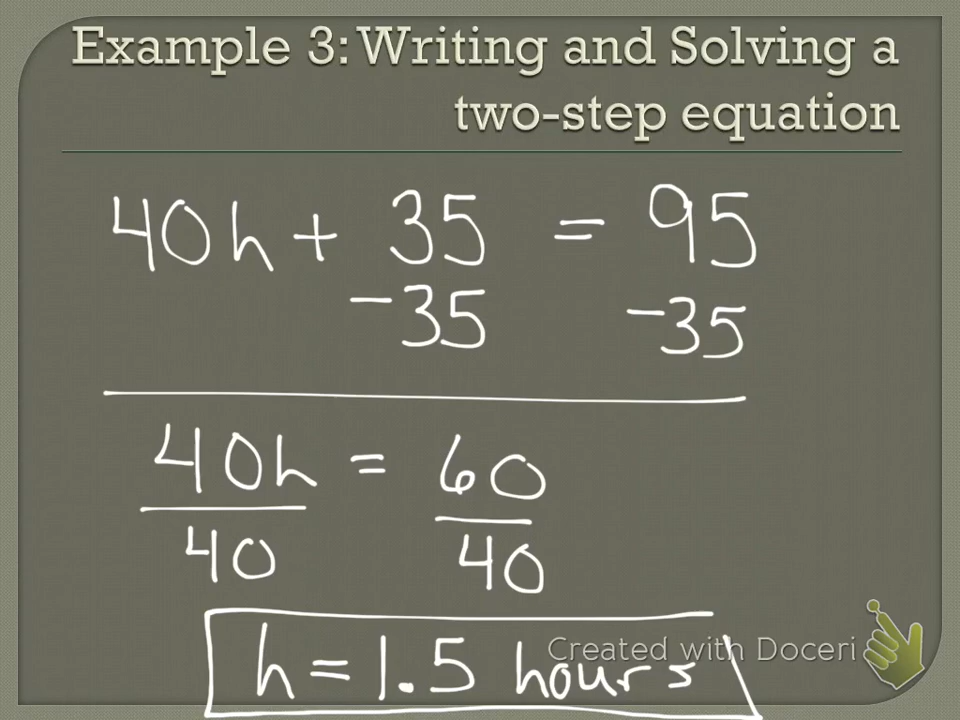 Example 3: Writing and Solving a
two-step equation
40h + 35 = 95
-35 -35
40h = 60
40 40
h = 1.5 hours
Created with Doceri